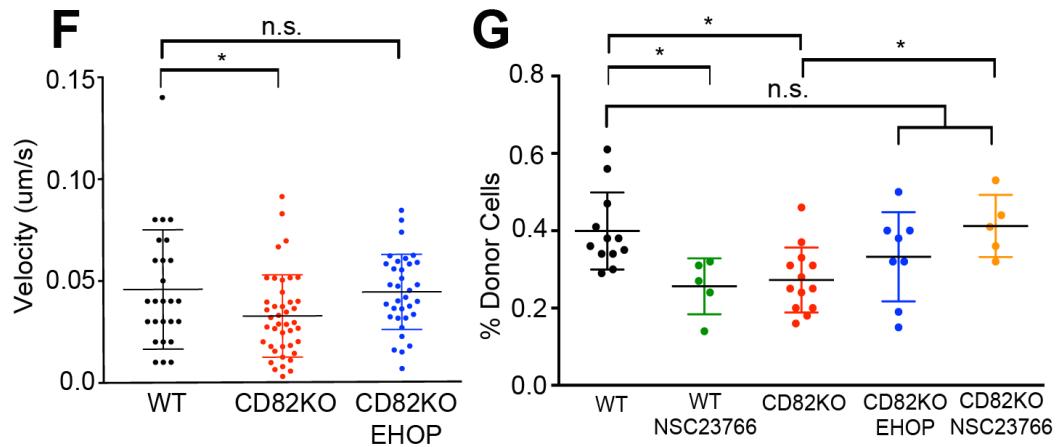 F
n.s.
*
Velocity (um/s)
0.15
0.10
0.05
0.0
WT
CD82KO
CD82KO
EHOP
G
*
*
*
n.s.
% Donor Cells
0.8
0.6
0.4
0.2
0.0
WT
WT
NSC23766
CD82KO
CD82KO
EHOP
CD82KO
NSC23766